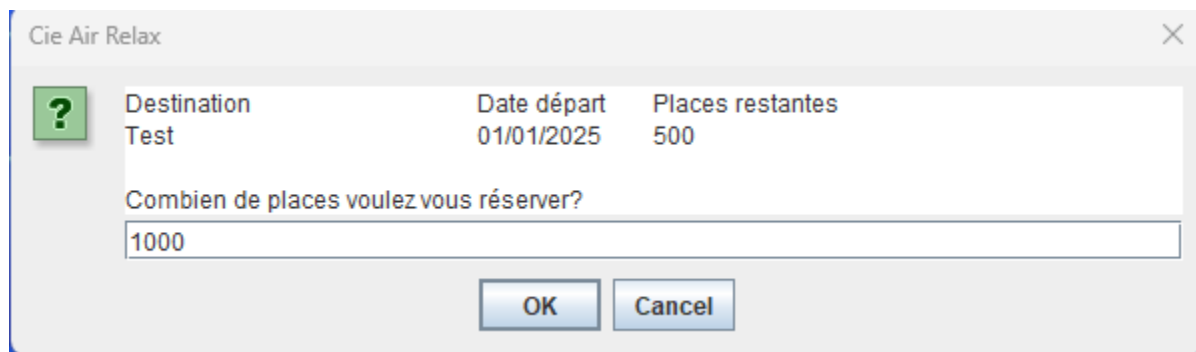 Cie Air Relax
?
Destination Date départ Places restantes
Test 01/01/2025 500
Combien de places voulez vous réserver?
1000
OK Cancel